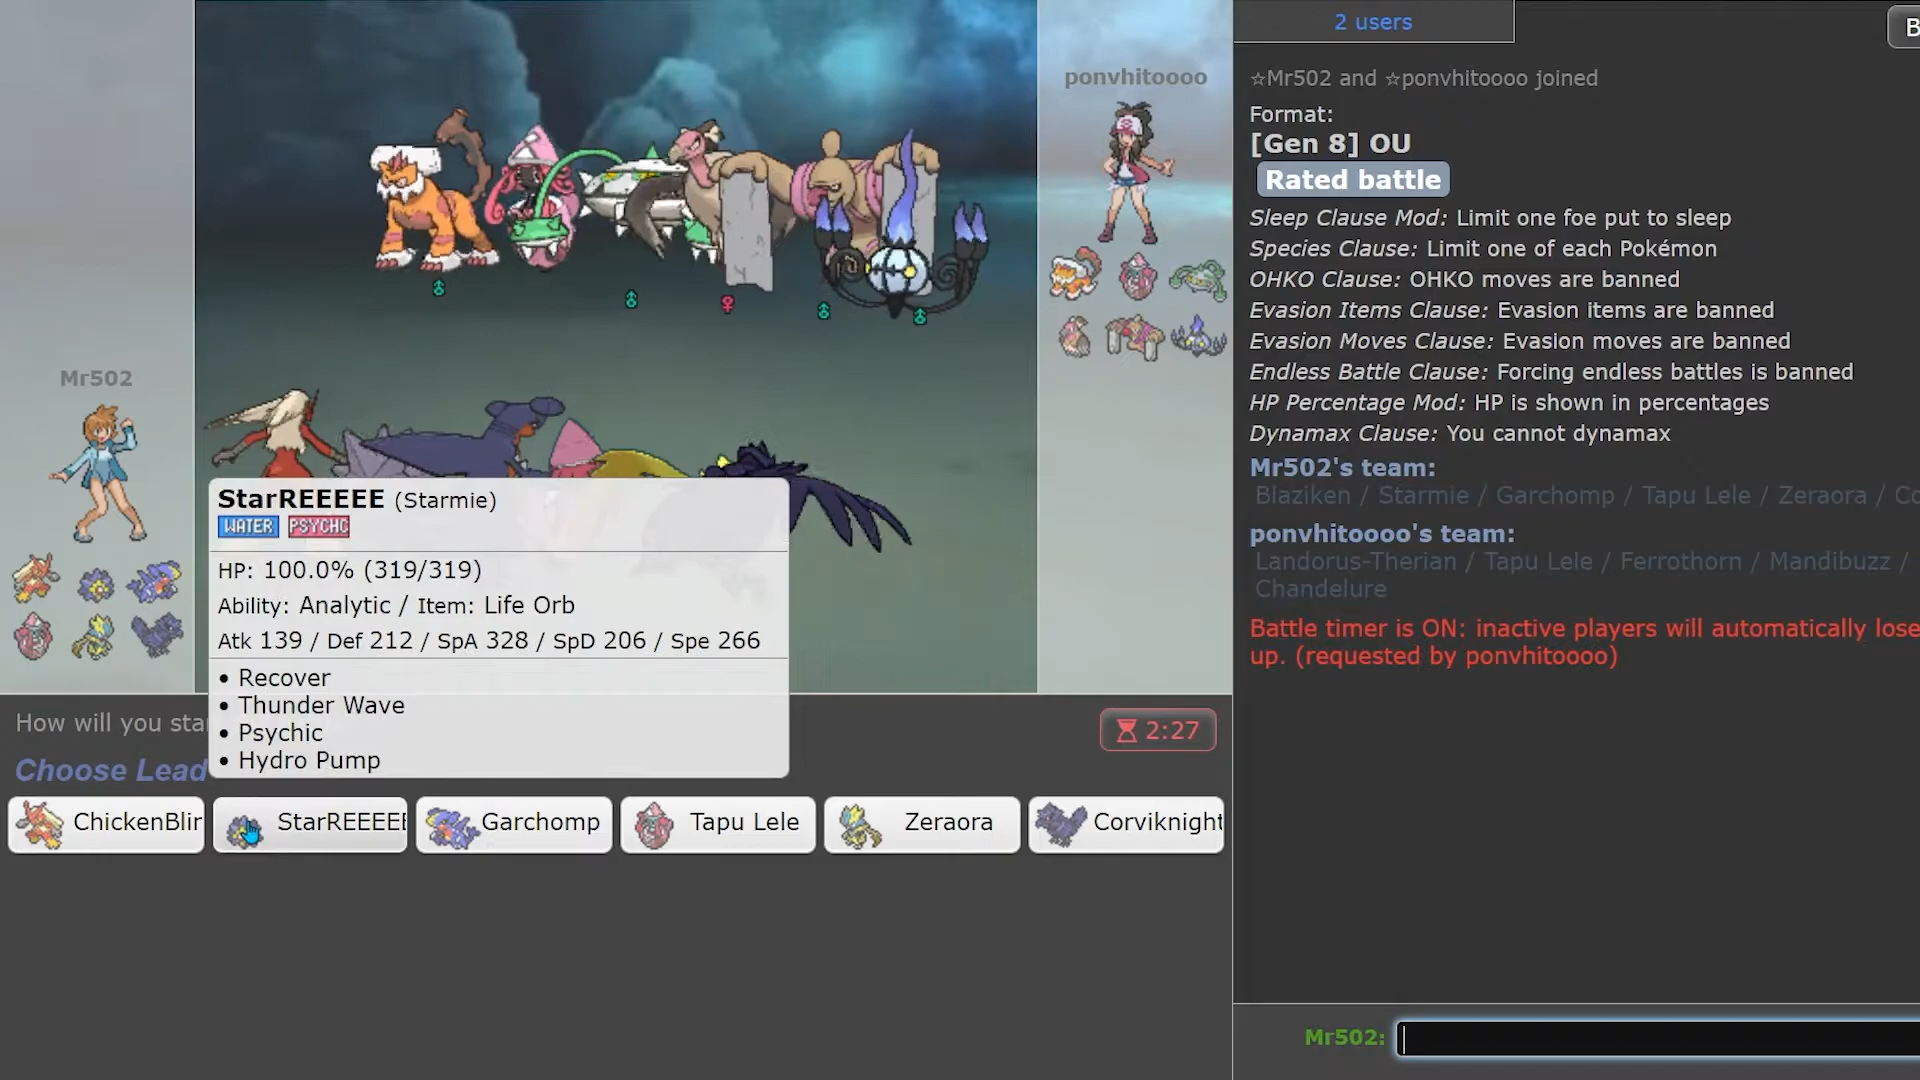 2 users
B
☆Mr502 and ☆ponvhitoooo joined
Format:
[Gen 8] OU
Rated battle
Sleep Clause Mod: Limit one foe put to sleep
Species Clause: Limit one of each Pokémon
OHKO Clause: OHKO moves are banned
Evasion Items Clause: Evasion items are banned
Evasion Moves Clause: Evasion moves are banned
Endless Battle Clause: Forcing endless battles is banned
HP Percentage Mod: HP is shown in percentages
Dynamax Clause: You cannot dynamax
Mr502's team:
Blaziken / Starmie / Garchomp / Tapu Lele / Zeraora / Co
ponvhitoooo's team:
Landorus-Therian / Tapu Lele / Ferrothorn / Mandibuzz /
Chandelure
Battle timer is ON: inactive players will automatically lose
up. (requested by ponvhitoooo)
Mr502:
ponvhitoooo
Mr502
StarREEEEE (Starmie)
WATER PSYCHC
HP: 100.0% (319/319)
Ability: Analytic / Item: Life Orb
Atk 139 / Def 212 / SpA 328 / SpD 206 / Spe 266
• Recover
• Thunder Wave
• Psychic
• Hydro Pump
How will you star
2:27
Choose Lead
ChickenBlin
StarREEEEE
Garchomp
Tapu Lele
Zeraora
Corviknight